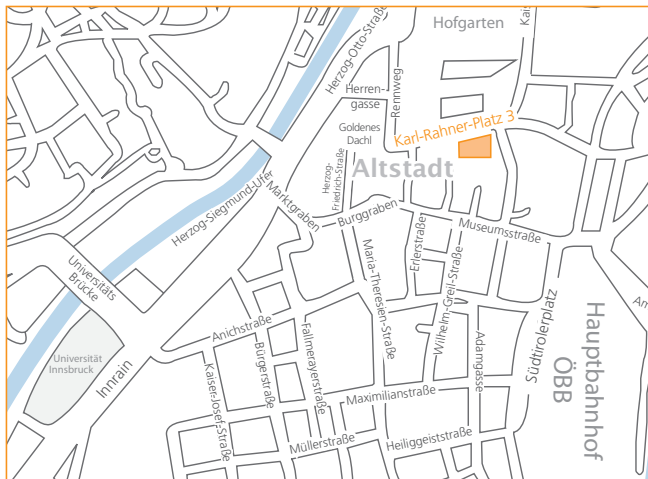 Hofgarten
Kais
Herzog-Otto-Straße
Rennweg
Herren-
gasse
Karl-Rahner-Platz 3
Goldenes
Dachl
Altstadt
Herzog-
Friedrich-Straße
Herzog-Siegmund-Ufer
Marktgraben
Burggraben
Museumsstraße
Universitäts
Brücke
Maria-Theresien-Straße
Erlerstraße
Wilhelm-Greil-Straße
Südtirolerplatz
Hauptbahnhof
ÖBB
Am
Anichstraße
Universität
Innsbruck
Innrain
Kaiser-Josef-Straße
Bürgerstraße
Fallmerayerstraße
Adamgasse
Maximilianstraße
Müllerstraße
Heiliggeiststraße